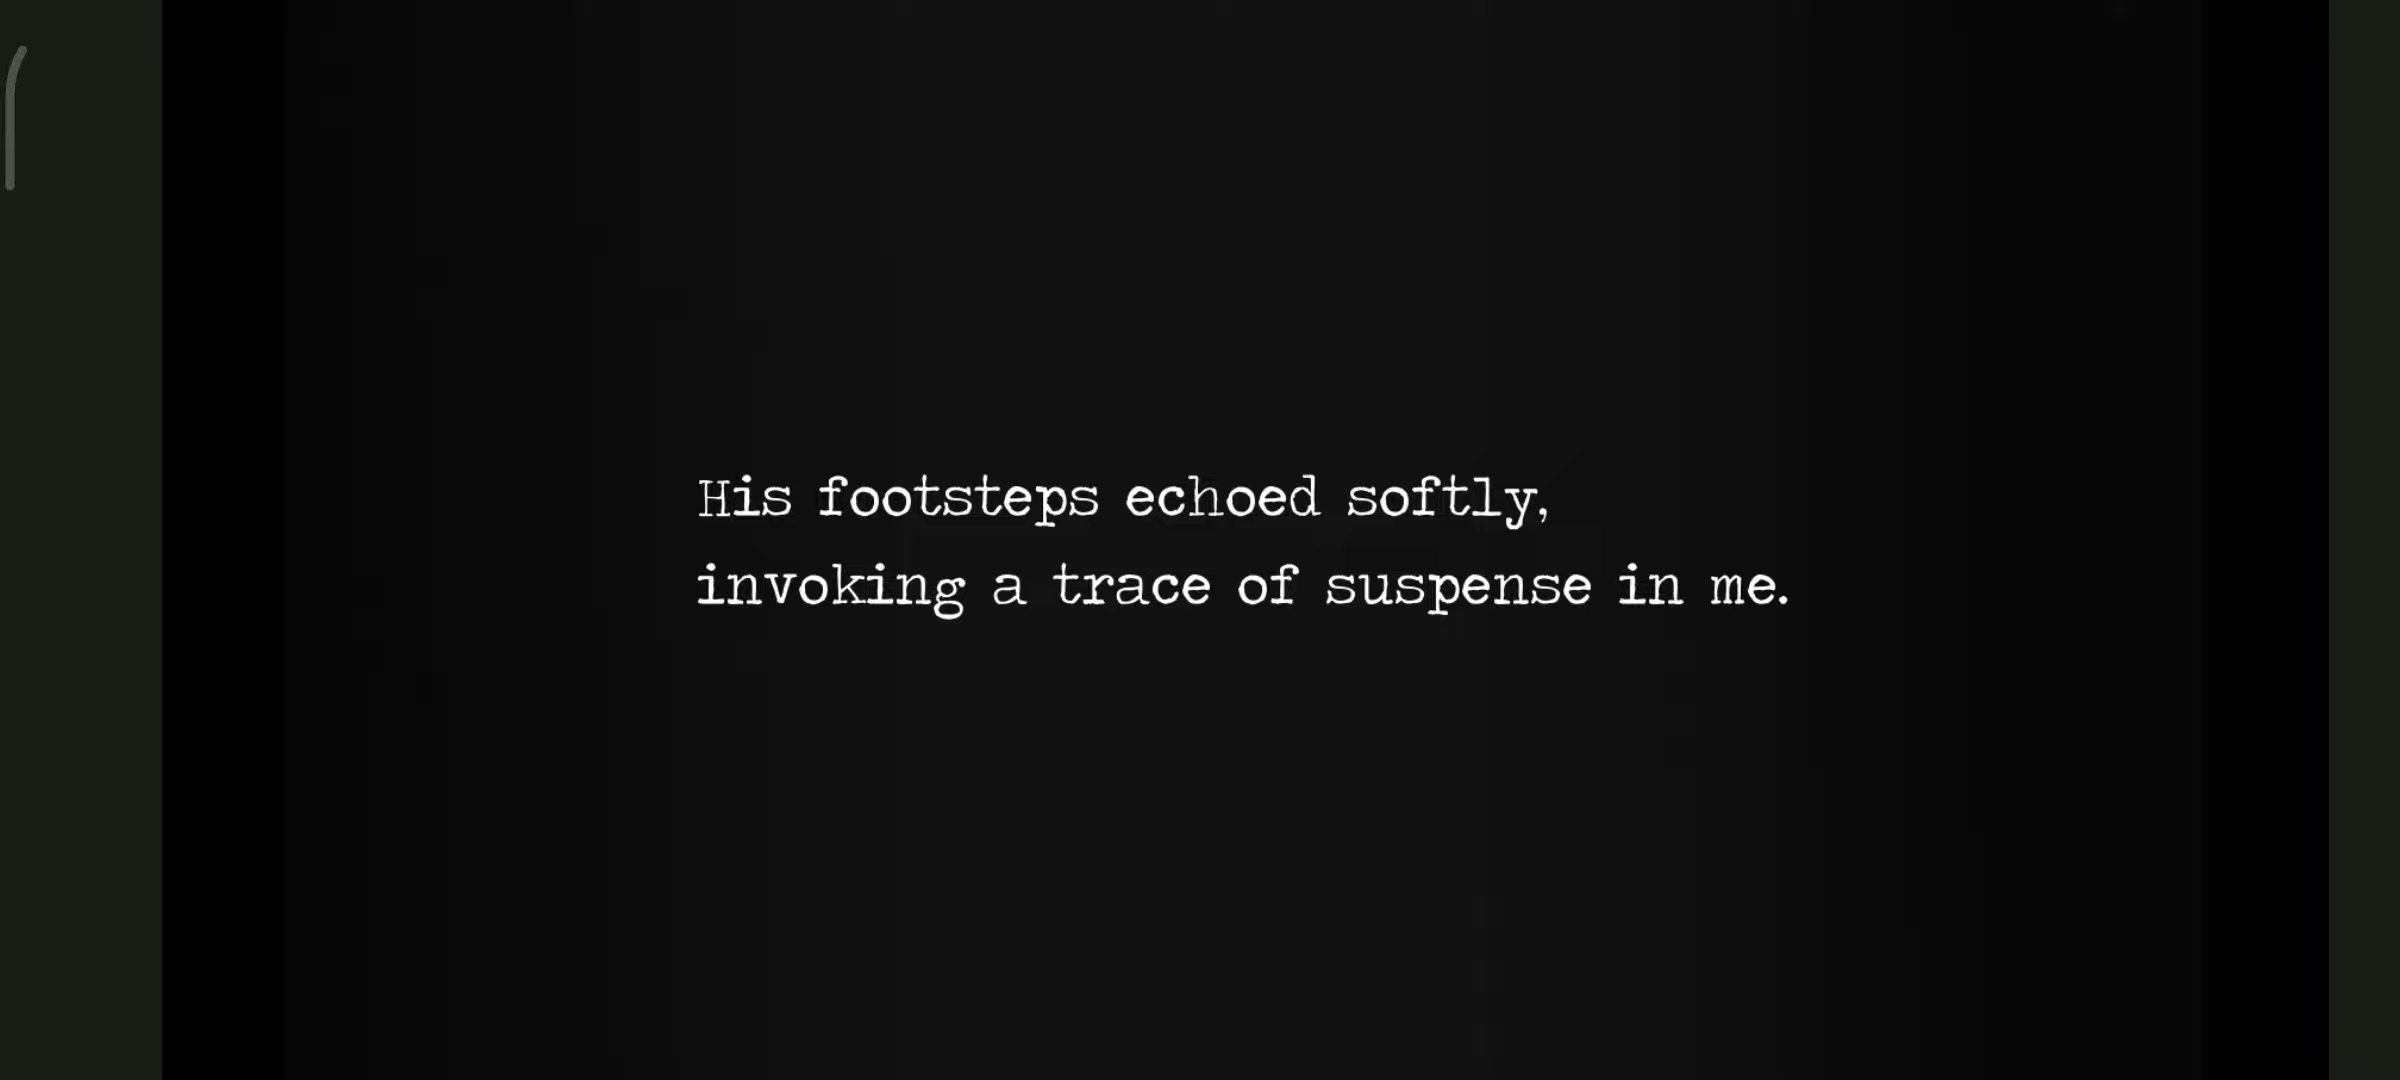 His footsteps echoed softly,
invoking a trace of suspense in me.